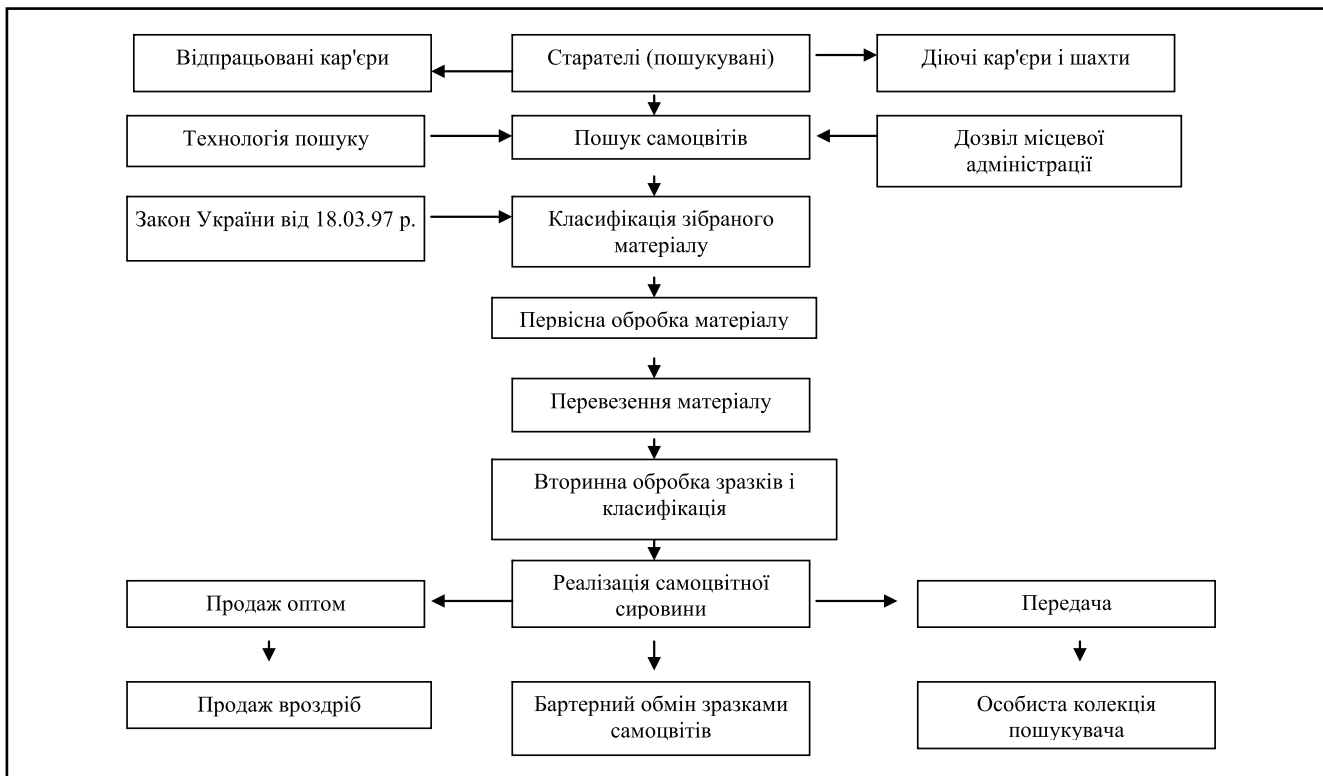 Відпрацьовані кар'єри
Старателі (пошукувані)
Діючі кар'єри і шахти
Технологія пошуку
Пошук самоцвітів
Дозвіл місцевої
адміністрації
Закон України від 18.03.97 р.
Класифікація зібраного
матеріалу
Первісна обробка матеріалу
Перевезення матеріалу
Вторинна обробка зразків і
класифікація
Продаж оптом
Реалізація самоцвітної
сировини
Передача
Продаж вроздріб
Бартерний обмін зразками
самоцвітів
Особиста колекція
пошукувача